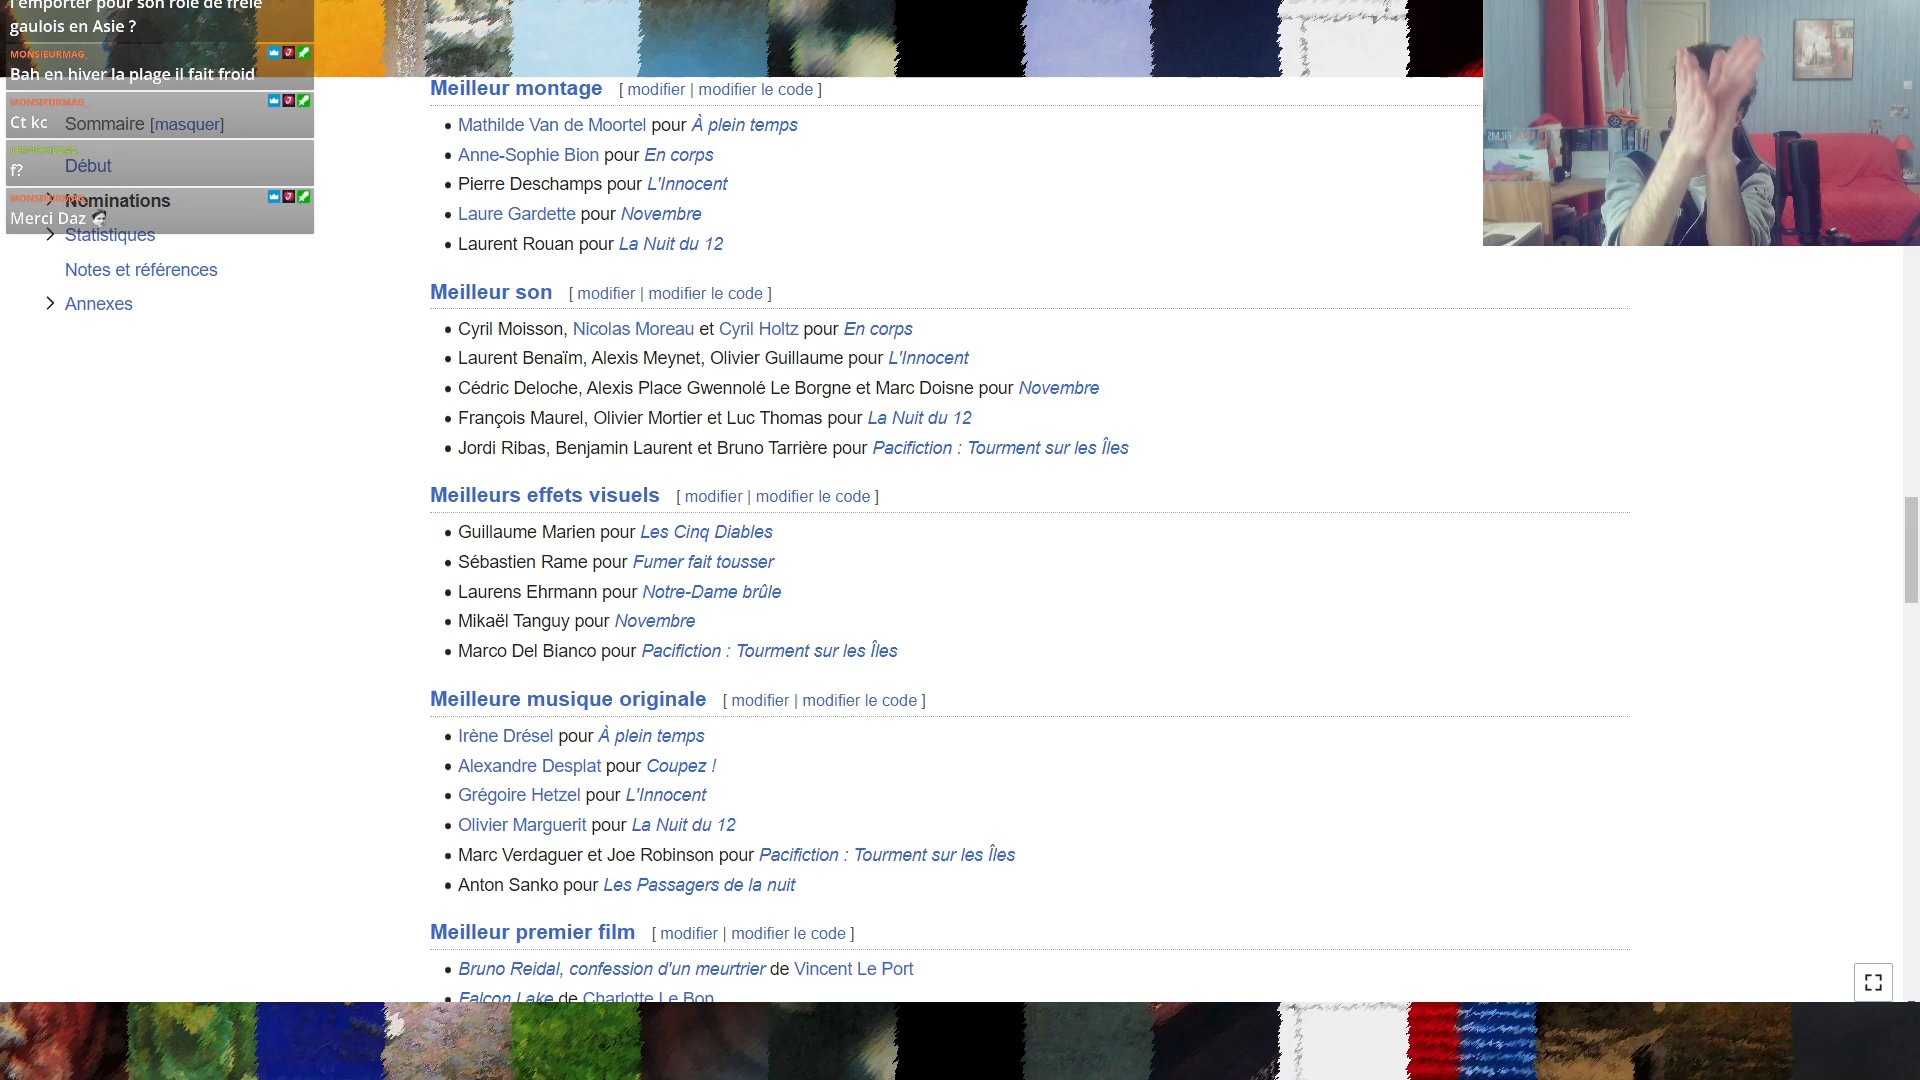 l'emporter pour son rôle de frêle
gaulois en Asie ?
MONSIEURMAG_
Bah en hiver la plage il fait froid
MONSIEURMAG_
Ct kc
f?
MONSIEURMAG_
Merci Daz
Sommaire [masquer]
Début
Nominations
Statistiques
Notes et références
Annexes
Meilleur montage [ modifier | modifier le code ]
Mathilde Van de Moortel pour À plein temps
Anne-Sophie Bion pour En corps
Pierre Deschamps pour L'Innocent
Laure Gardette pour Novembre
Laurent Rouan pour La Nuit du 12
Meilleur son [ modifier | modifier le code ]
Cyril Moisson, Nicolas Moreau et Cyril Holtz pour En corps
Laurent Benaïm, Alexis Meynet, Olivier Guillaume pour L'Innocent
Cédric Deloche, Alexis Place Gwennolé Le Borgne et Marc Doisne pour Novembre
François Maurel, Olivier Mortier et Luc Thomas pour La Nuit du 12
Jordi Ribas, Benjamin Laurent et Bruno Tarrière pour Pacifiction : Tourment sur les Îles
Meilleurs effets visuels [ modifier | modifier le code ]
Guillaume Marien pour Les Cinq Diables
Sébastien Rame pour Fumer fait tousser
Laurens Ehrmann pour Notre-Dame brûle
Mikaël Tanguy pour Novembre
Marco Del Bianco pour Pacifiction : Tourment sur les Îles
Meilleure musique originale [ modifier | modifier le code ]
Irène Drésel pour À plein temps
Alexandre Desplat pour Coupez !
Grégoire Hetzel pour L'Innocent
Olivier Marguerit pour La Nuit du 12
Marc Verdaguer et Joe Robinson pour Pacifiction : Tourment sur les Îles
Anton Sanko pour Les Passagers de la nuit
Meilleur premier film [ modifier | modifier le code ]
Bruno Reidal, confession d'un meurtrier de Vincent Le Port
Falcon Lake de Charlotte Le Bon